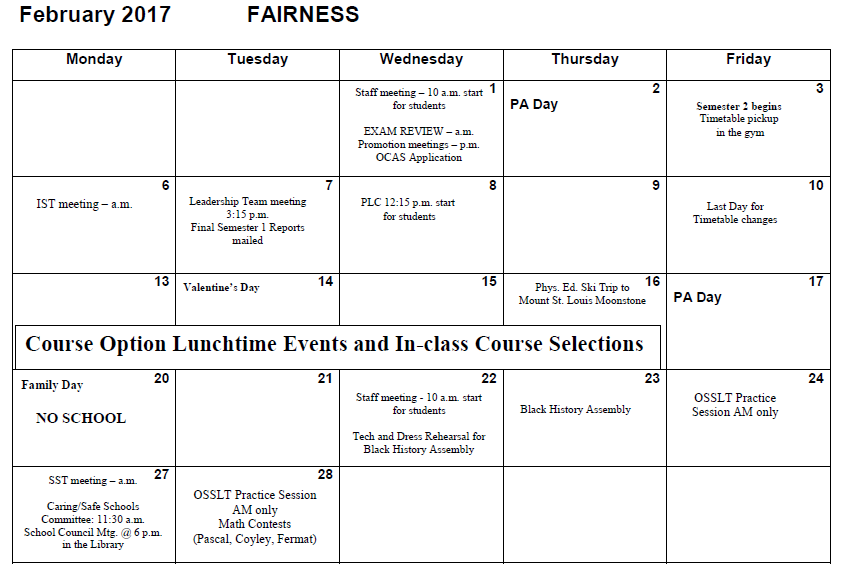 February 2017 FAIRNESS
Monday Tuesday Wednesday Thursday Friday
1
Staff meeting – 10 a.m. start
for students
EXAM REVIEW – a.m.
Promotion meetings – p.m.
OCAS Application
2
PA Day
3
Semester 2 begins
Timetable pickup
in the gym
6
IST meeting – a.m.
7
Leadership Team meeting
3:15 p.m.
Final Semester 1 Reports
mailed
8
PLC 12:15 p.m. start
for students
9
10
Last Day for
Timetable changes
13
14
Valentine's Day
15
16
Phys. Ed. Ski Trip to
Mount St. Louis Moonstone
17
PA Day
Course Option Lunchtime Events and In-class Course Selections
20
Family Day
NO SCHOOL
21
22
Staff meeting - 10 a.m. start
for students
Tech and Dress Rehearsal for
Black History Assembly
23
Black History Assembly
24
OSSLT Practice
Session AM only
27
SST meeting – a.m.
Caring/Safe Schools
Committee: 11:30 a.m.
School Council Mtg. @ 6 p.m.
in the Library
28
OSSLT Practice Session
AM only
Math Contests
(Pascal, Coyley, Fermat)